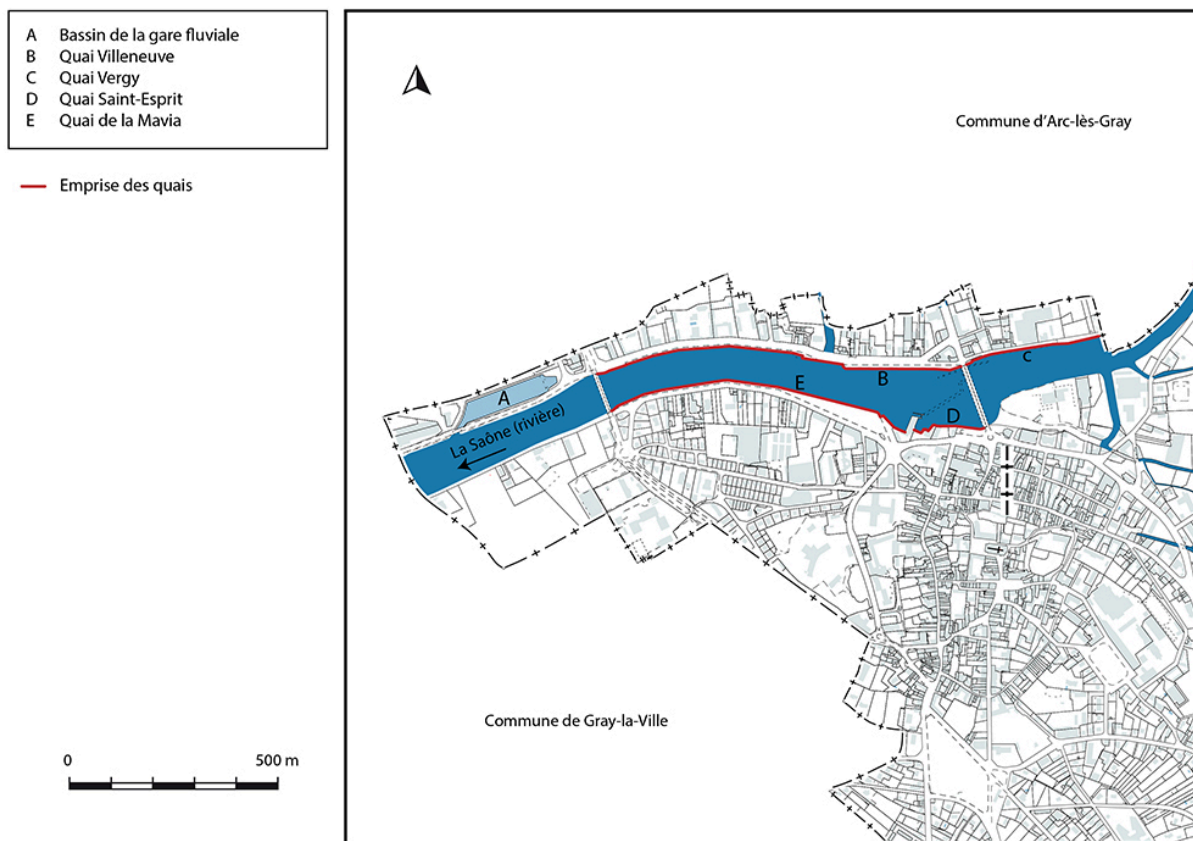 A Bassin de la gare fluviale
B Quai Villeneuve
C Quai Vergy
D Quai Saint-Esprit
E Quai de la Mavia
Emprise des quais
Commune d'Arc-lès-Gray
C
B
E
A
D
La Saône (rivière)
Commune de Gray-la-Ville
0 500 m